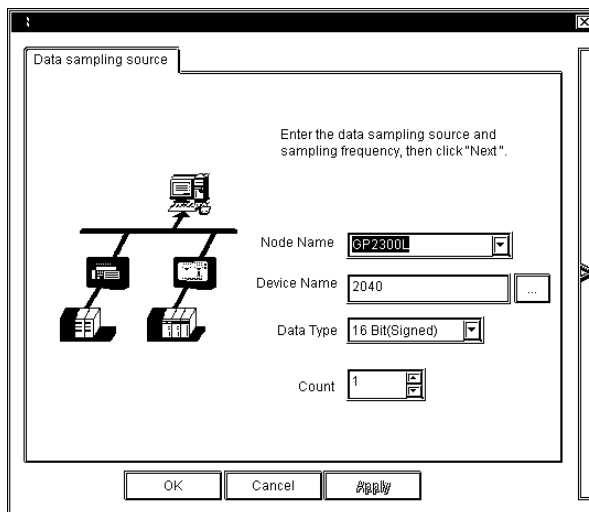 Data sampling source
Enter the data sampling source and
sampling frequency, then click "Next".
Node Name GP2300L
Device Name 2040 ...
Data Type 16 Bit(Signed)
Count 1
OK Cancel Apply